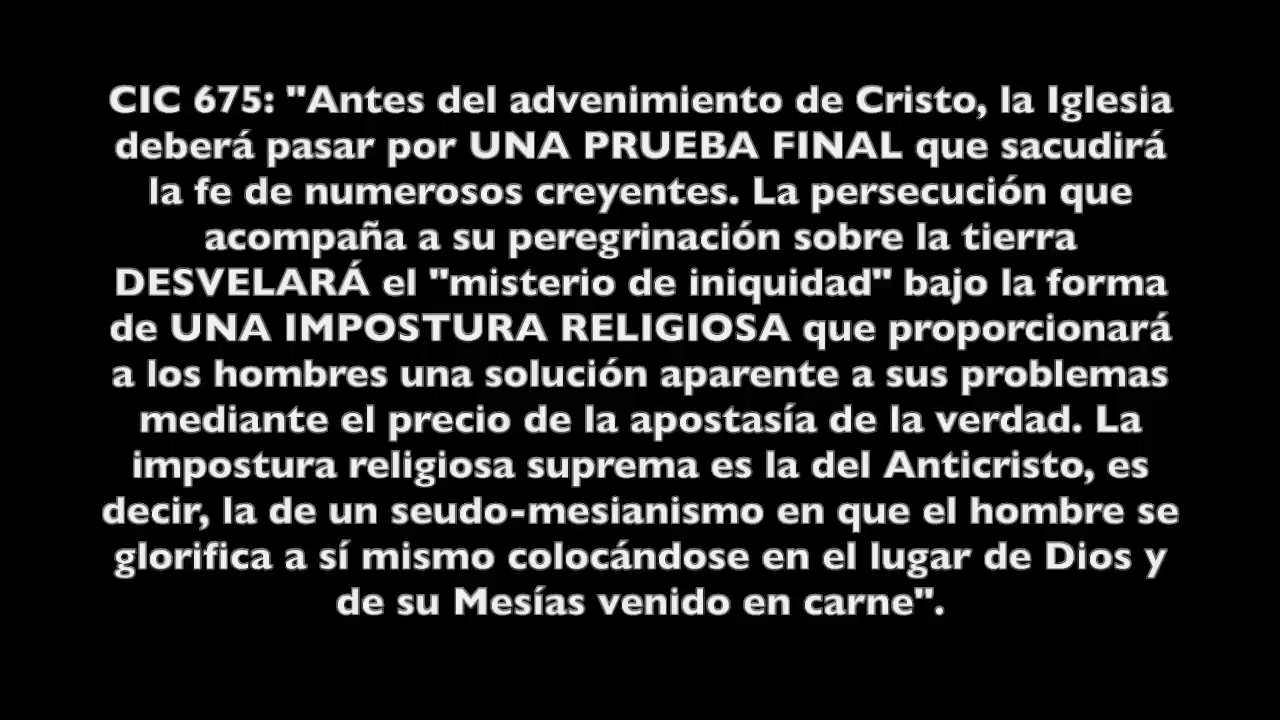 CIC 675: "Antes del advenimiento de Cristo, la Iglesia
deberá pasar por UNA PRUEBA FINAL que sacudirá
la fe de numerosos creyentes. La persecución que
acompaña a su peregrinación sobre la tierra
DESVELARÁ el "misterio de iniquidad" bajo la forma
de UNA IMPOSTURA RELIGIOSA que proporcionará
a los hombres una solución aparente a sus problemas
mediante el precio de la apostasía de la verdad. La
impostura religiosa suprema es la del Anticristo, es
decir, la de un seudo-mesianismo en que el hombre se
glorifica a sí mismo colocándose en el lugar de Dios y
de su Mesías venido en carne".